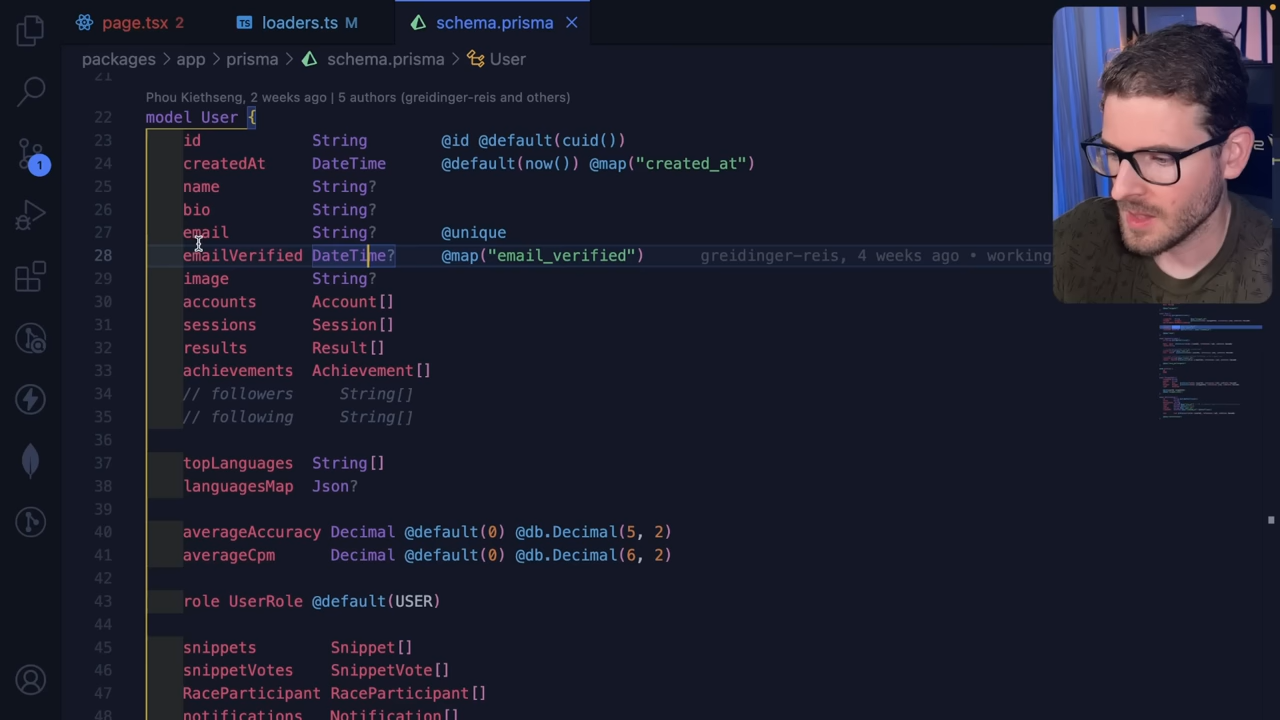 page.tsx 2
TS loaders.ts M
schema.prisma
packages > app > prisma > schema.prisma > User
21
Phou Kiethseng, 2 weeks ago | 5 authors (greidinger-reis and others)
22 model User {
23 id String @id @default(cuid())
24 createdAt DateTime @default(now()) @map("created_at")
25 name String?
26 bio String?
27 email String? @unique
28 emailVerified DateTime? @map("email_verified") greidinger-reis, 4 weeks ago • working
29 image String?
30 accounts Account[]
31 sessions Session[]
32 results Result[]
33 achievements Achievement[]
34 // followers String[]
35 // following String[]
36
37 topLanguages String[]
38 languagesMap Json?
39
40 averageAccuracy Decimal @default(0) @db.Decimal(5, 2)
41 averageCpm Decimal @default(0) @db.Decimal(6, 2)
42
43 role UserRole @default(USER)
44
45 snippets Snippet[]
46 snippetVotes SnippetVote[]
47 RaceParticipant RaceParticipant[]
48 notifications Notification[]
1